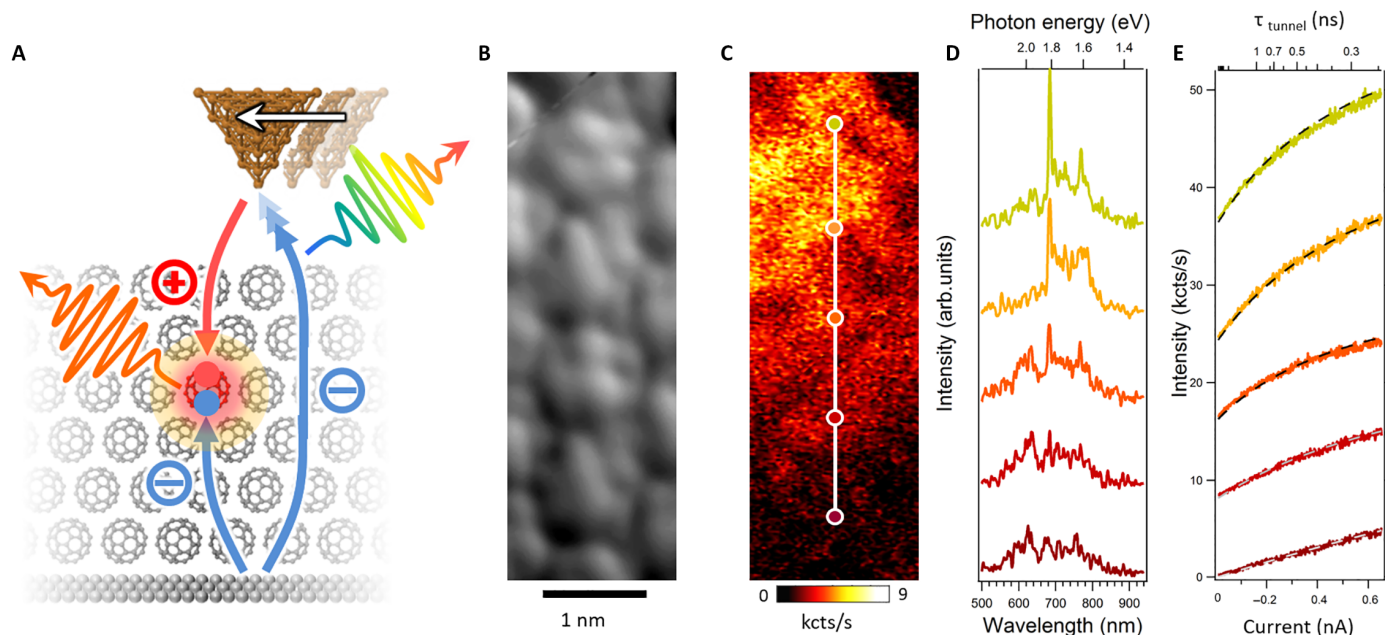 A
B
C
D
E
+
−
−
1 nm
0
9
kcts/s
Photon energy (eV)
2.0
1.8
1.6
1.4
Intensity (arb.units)
500
600
700
800
900
Wavelength (nm)
τ tunnel (ns)
1
0.7
0.5
0.3
Intensity (kcts/s)
50
40
30
20
10
0
0
−0.2
0.4
0.6
Current (nA)